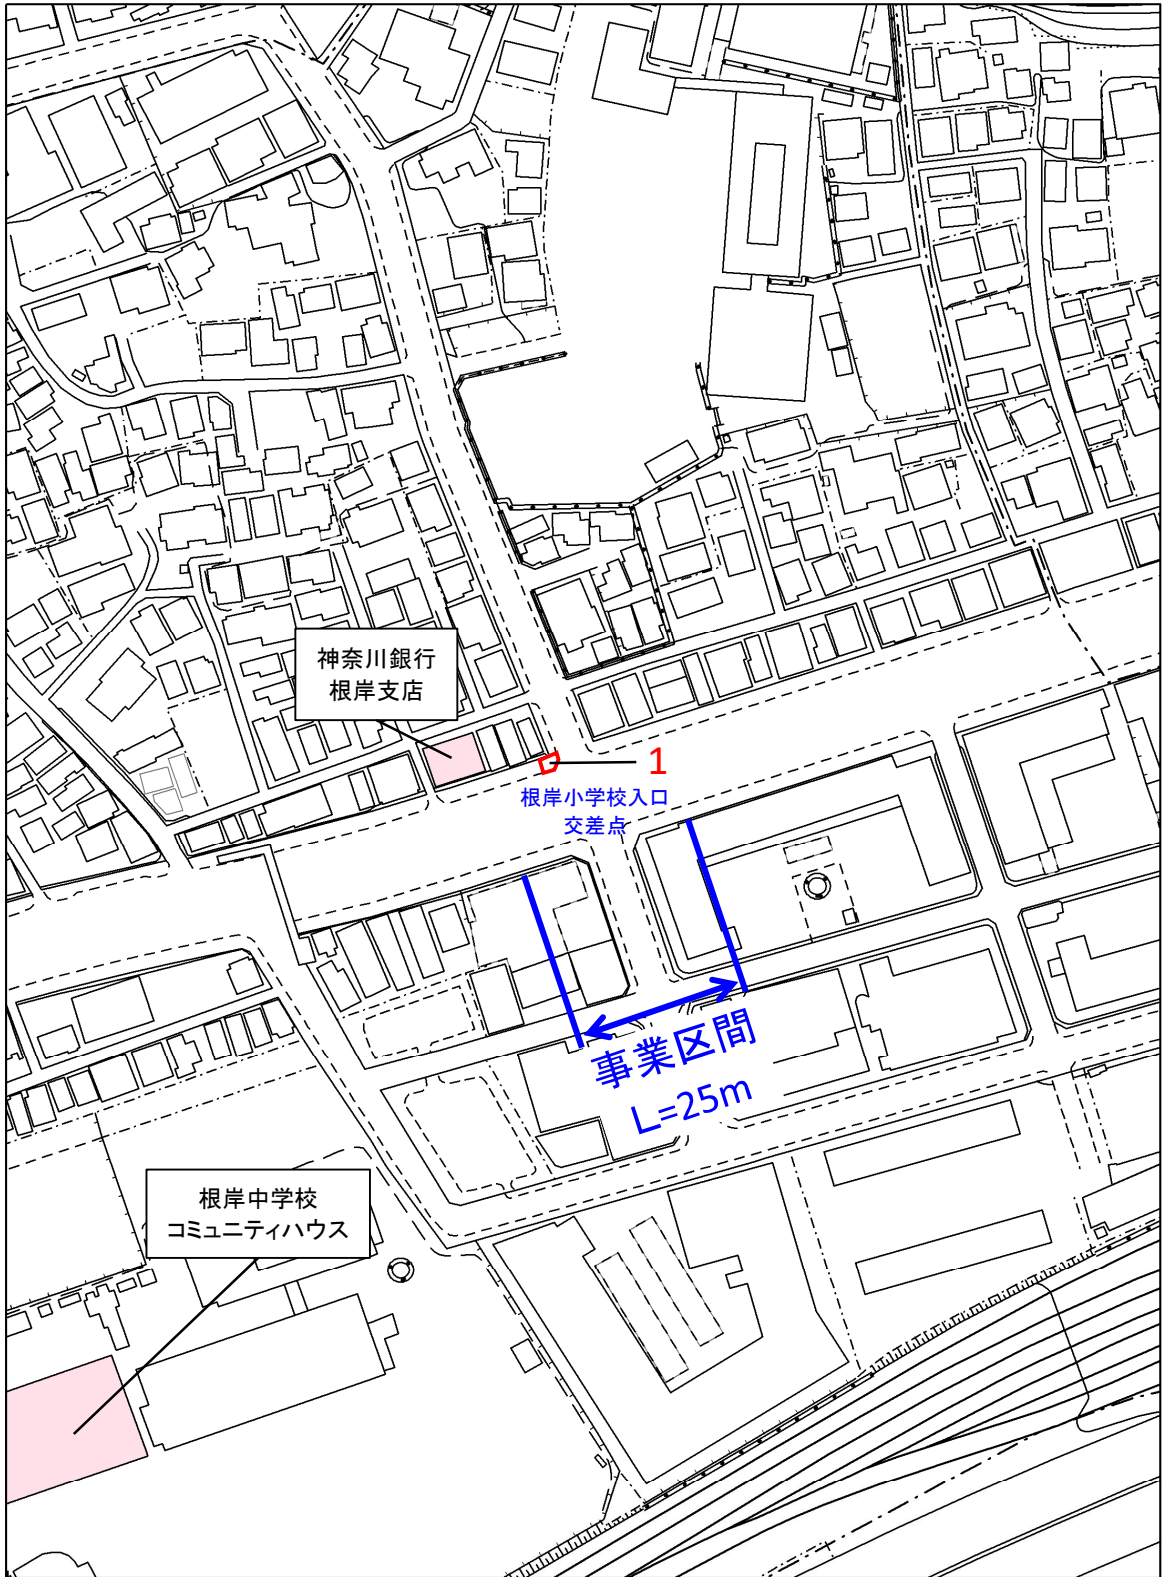 神奈川銀行
根岸支店
1
根岸小学校入口
交差点
事業区間
L=25m
根岸中学校
コミュニティハウス